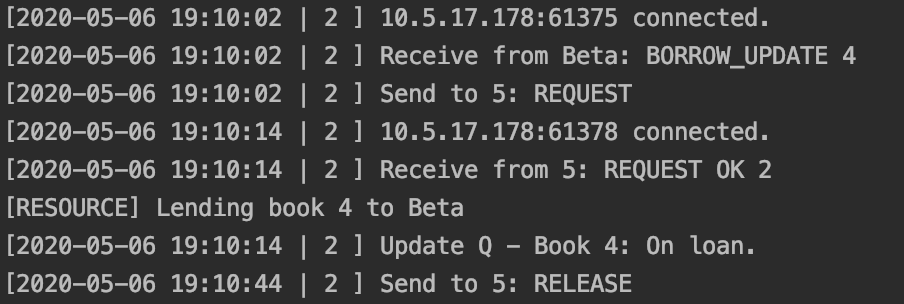 [2020-05-06 19:10:02 | 2 ] 10.5.17.178:61375 connected.
[2020-05-06 19:10:02 | 2 ] Receive from Beta: BORROW_UPDATE 4
[2020-05-06 19:10:02 | 2 ] Send to 5: REQUEST
[2020-05-06 19:10:14 | 2 ] 10.5.17.178:61378 connected.
[2020-05-06 19:10:14 | 2 ] Receive from 5: REQUEST OK 2
[RESOURCE] Lending book 4 to Beta
[2020-05-06 19:10:14 | 2 ] Update Q - Book 4: On loan.
[2020-05-06 19:10:44 | 2 ] Send to 5: RELEASE